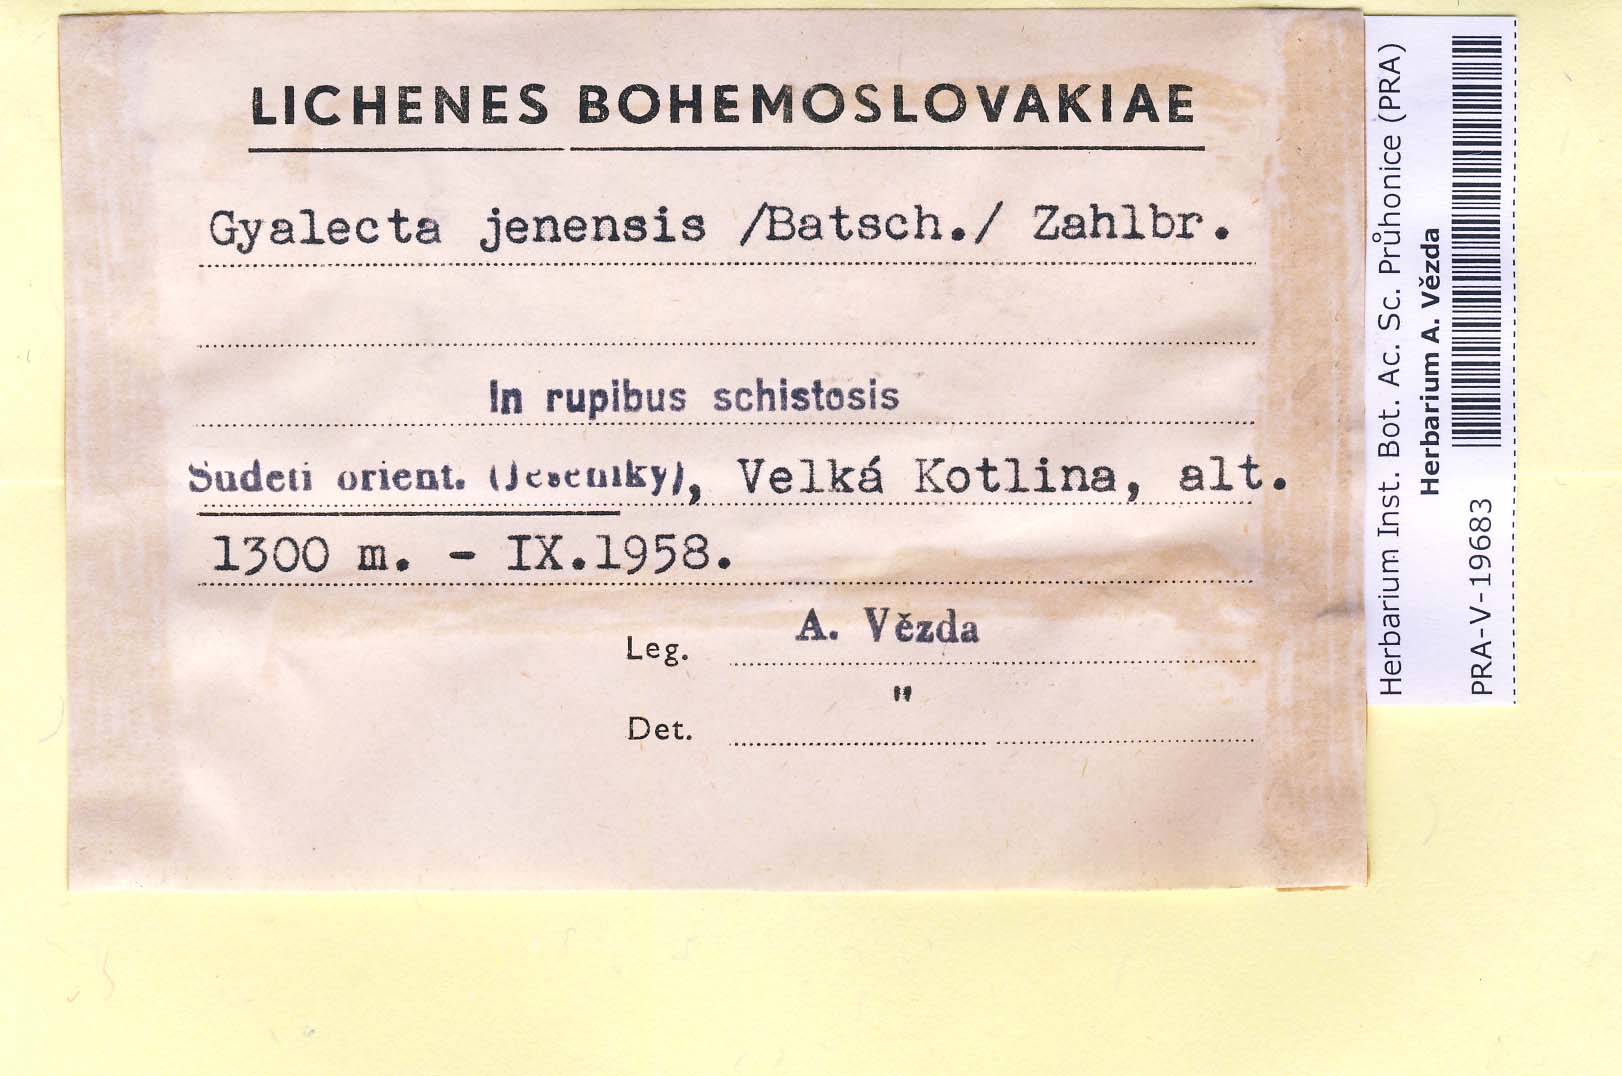 LICHENES BOHEMOSLOVAKIAE
Gyalecta jenensis /Batsch./ Zahlbr.
In rupibus schistosis
Sudeti orient. (Jeseníky), Velká Kotlina, alt.
1300 m. - IX.1958.
Leg. A. Vězda
Det. "
Herbarium Inst. Bot. Ac. Sc. Průhonice (PRA)
Herbarium A. Vězda
PRA-V-19683